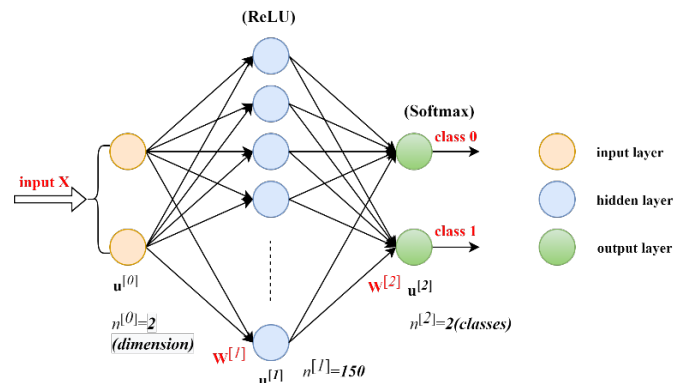 (ReLU)
(Softmax)
class 0
input layer
input X
hidden layer
class 1
output layer
u[0]
W[2] u[2]
n[0]=2
(dimension)
n[2]=2(classes)
W[1]
u[1]
n[1]=150